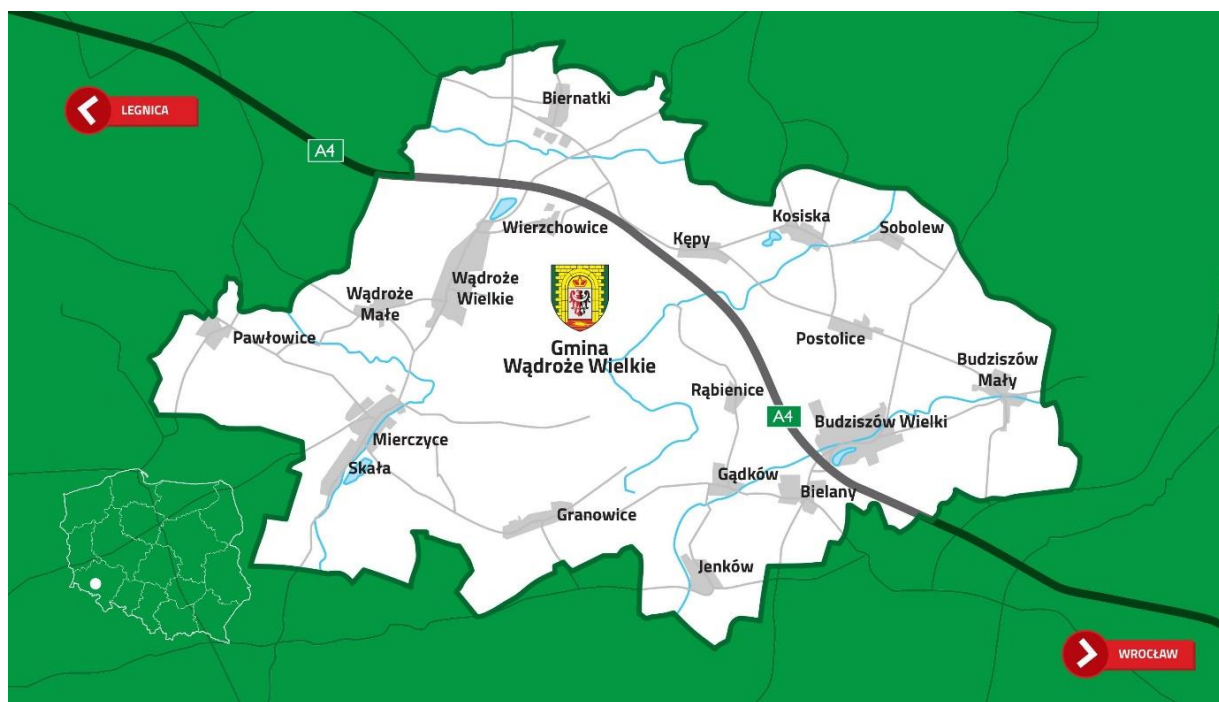 Biernatki
LEGNICA
A4
Kosiska
Sobolew
Wierzchowice
Kępy
Wądroże
Wielkie
Wądroże
Małe
Pawłowice
Postolice
Gmina
Wądroże Wielkie
Budziszów
Mały
Rąbienice
A4
Budziszów Wielki
Mierczyce
Skała
Gądków
Bielany
Granowice
Jenków
WROCŁAW